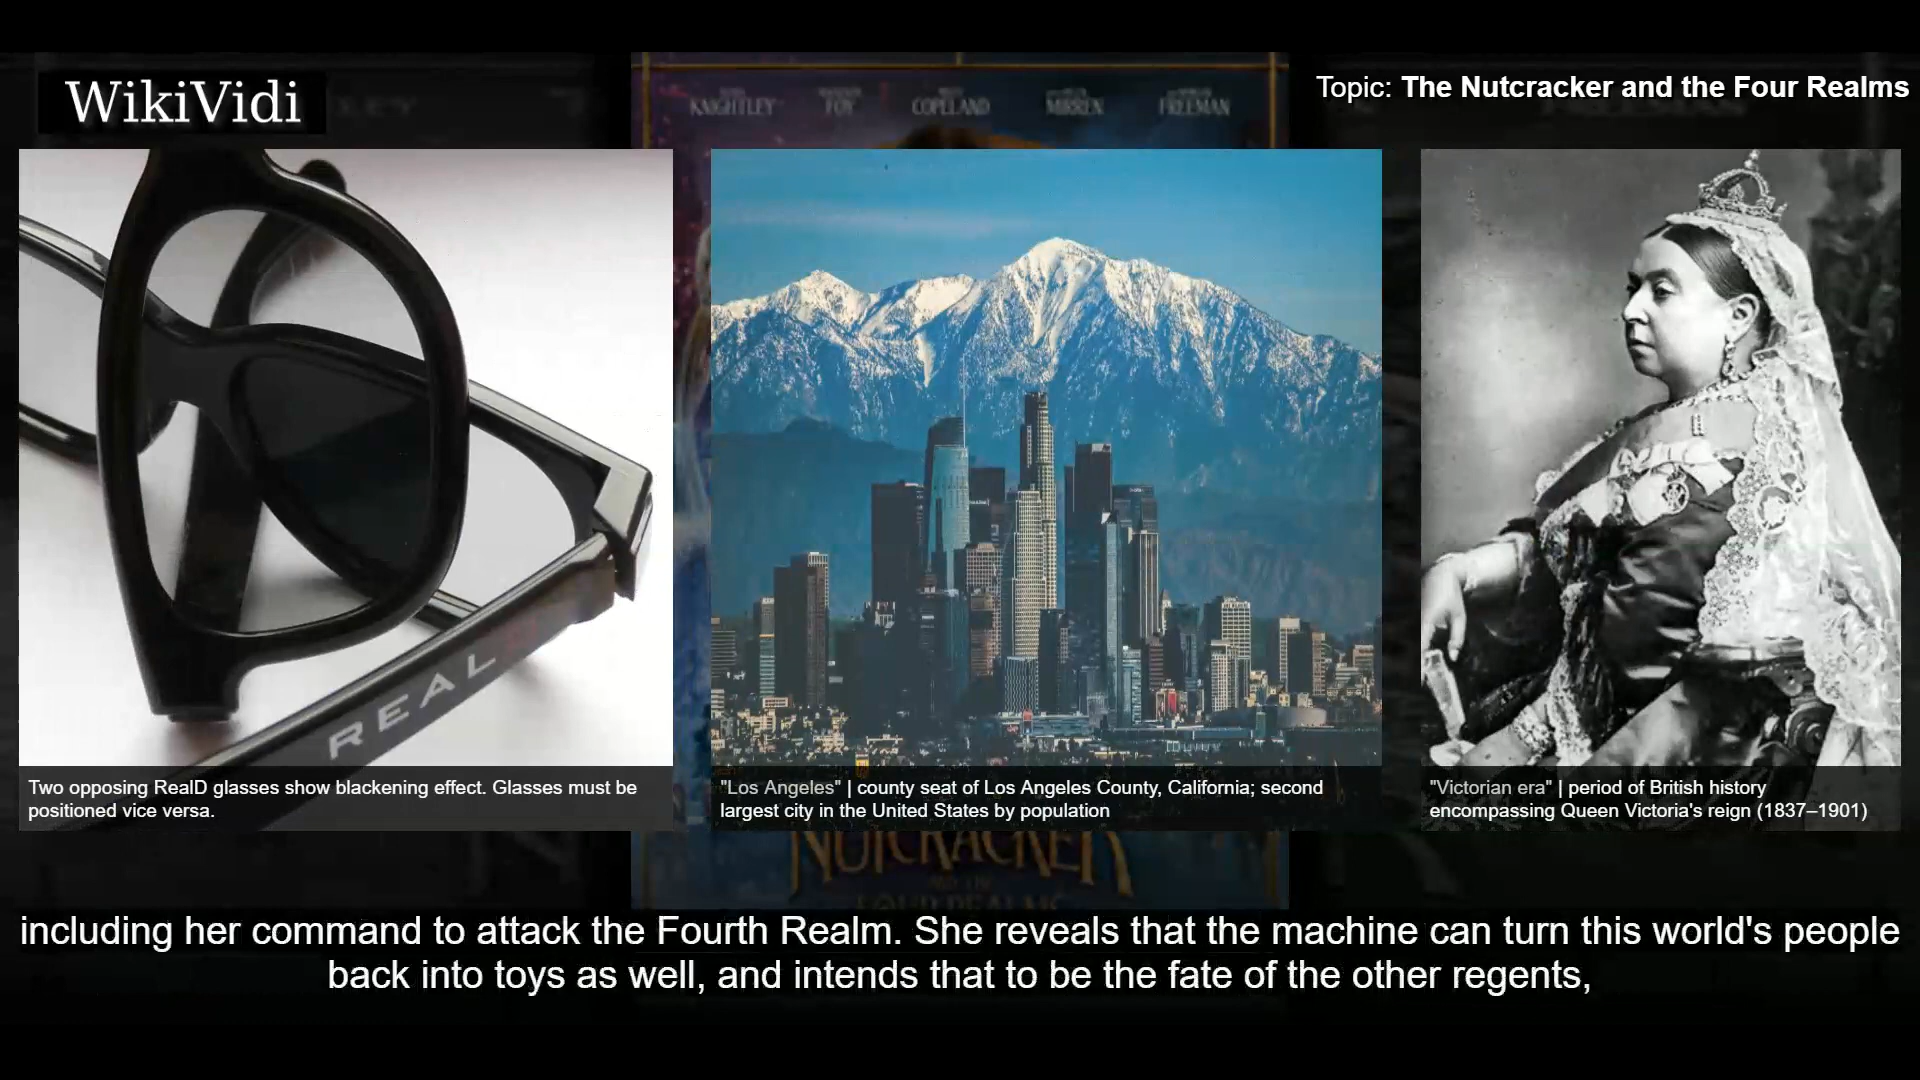 WikiVidi
Topic: The Nutcracker and the Four Realms
KNIGHTLEY FOY COPELAND MIRREN FREEMAN
REAL
Two opposing RealD glasses show blackening effect. Glasses must be
positioned vice versa.
"Los Angeles" | county seat of Los Angeles County, California; second
largest city in the United States by population
"Victorian era" | period of British history
encompassing Queen Victoria's reign (1837–1901)
NUTCRACKER
FOUR REALMS
including her command to attack the Fourth Realm. She reveals that the machine can turn this world's people
back into toys as well, and intends that to be the fate of the other regents,